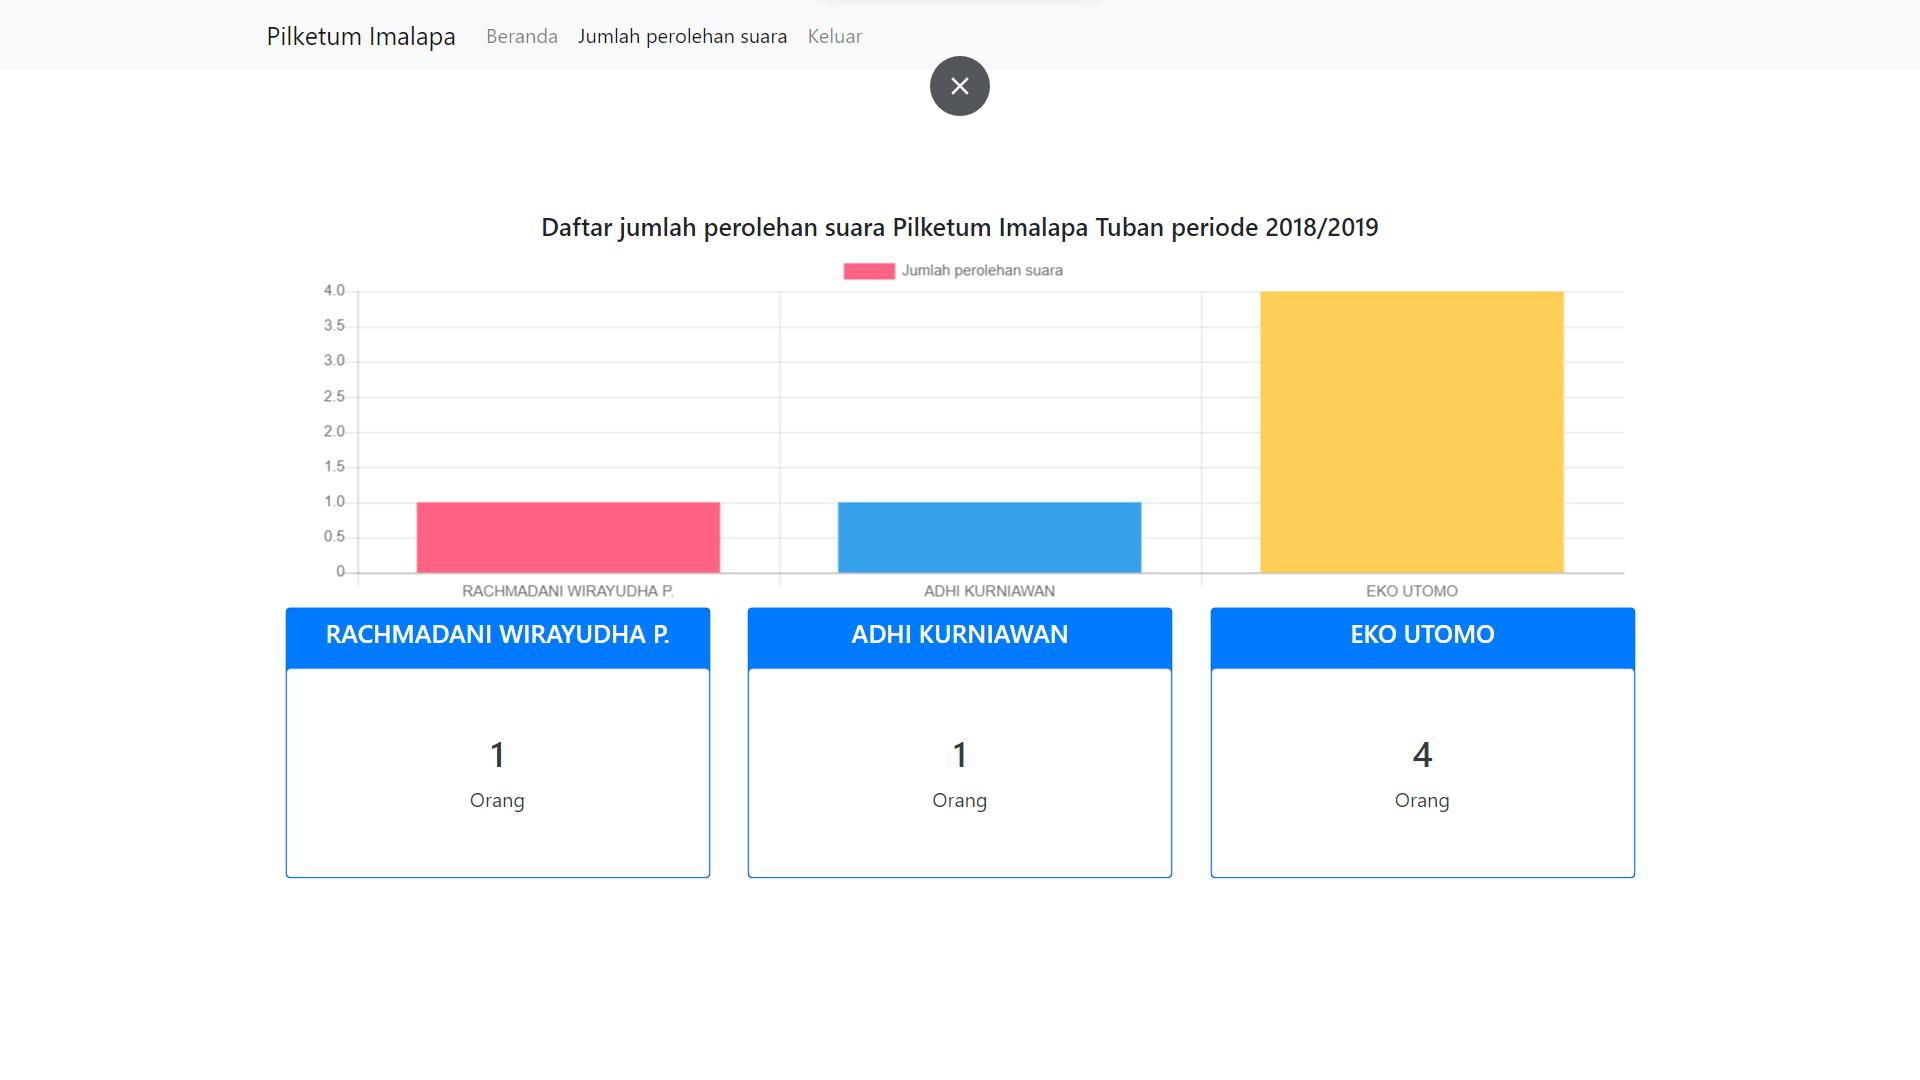 Pilketum Imalapa Beranda Jumlah perolehan suara Keluar
Daftar jumlah perolehan suara Pilketum Imalapa Tuban periode 2018/2019
Jumlah perolehan suara
4.0
3.5
3.0
2.5
2.0
1.5
1.0
0.5
0
RACHMADANI WIRAYUDHA P. ADHI KURNIAWAN EKO UTOMO
RACHMADANI WIRAYUDHA P. ADHI KURNIAWAN EKO UTOMO
1 1 4
Orang Orang Orang